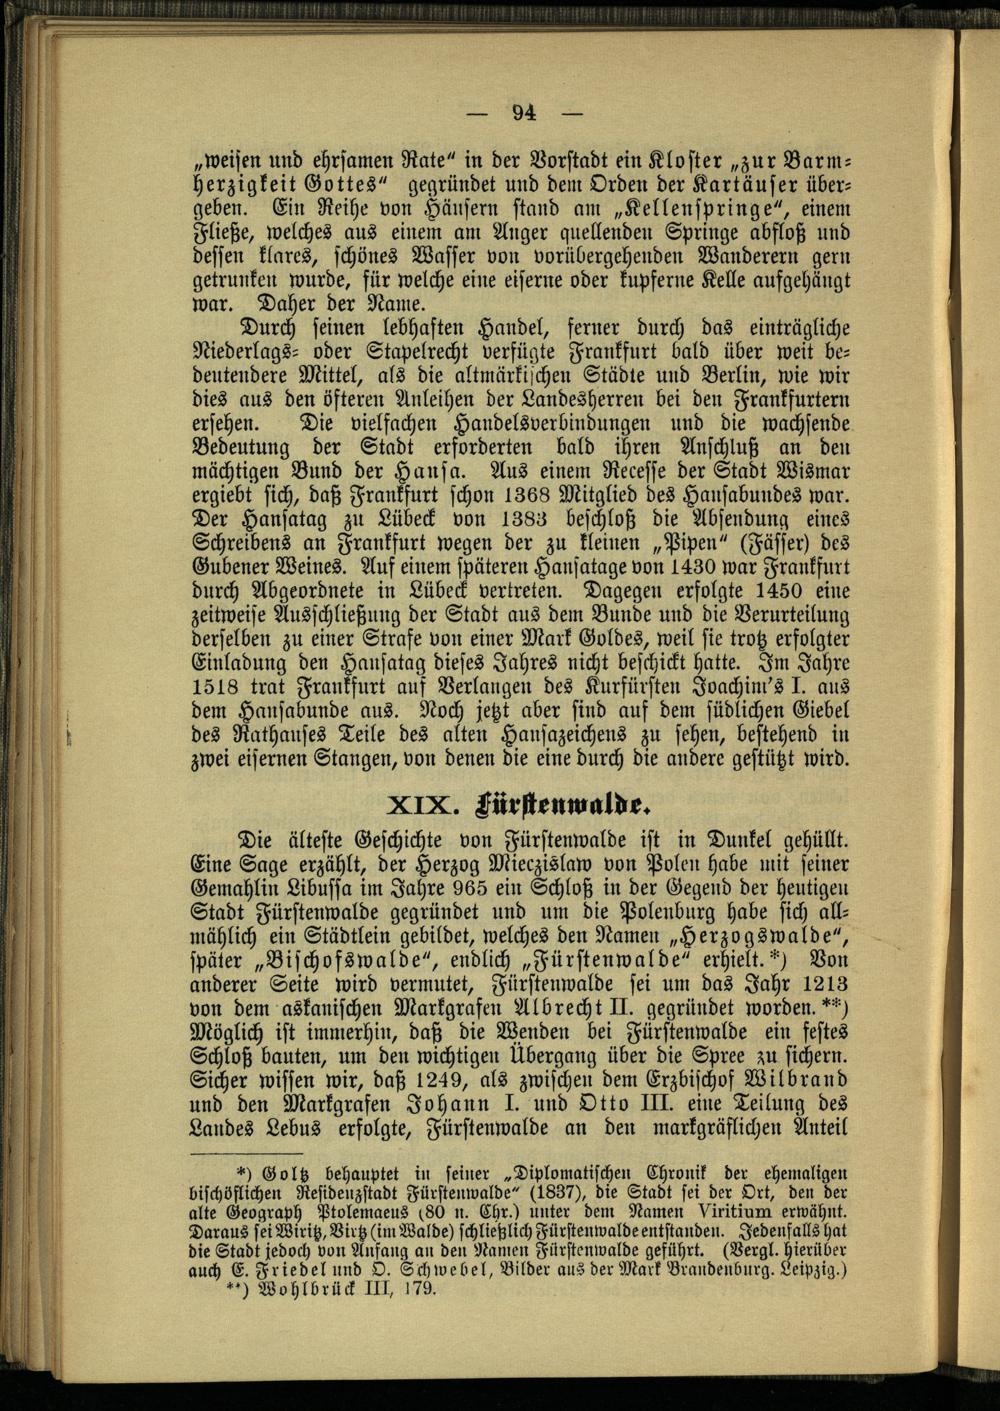 — 94 —
„weisen und ehrsamen Rate“ in der Vorstadt ein Kloster „zur Barm-
herzigkeit Gottes“ gegründet und dem Orden der Kartäuser über-
geben. Ein Reihe von Häusern stand am „Kellenspringe“, einem
Fließe, welches aus einem am Anger quellenden Springe abfloß und
dessen klares, schönes Wasser von vorübergehenden Wanderern gern
getrunken wurde, für welche eine eiserne oder kupferne Kelle aufgehängt
war. Daher der Name.
Durch seinen lebhaften Handel, ferner durch das einträgliche
Niederlags- oder Stapelrecht verfügte Frankfurt bald über weit be-
deutendere Mittel, als die altmärkischen Städte und Berlin, wie wir
dies aus den öfteren Anleihen der Landesherren bei den Frankfurtern
ersehen. Die vielfachen Handelsverbindungen und die wachsende
Bedeutung der Stadt erforderten bald ihren Anschluß an den
mächtigen Bund der Hansa. Aus einem Recesse der Stadt Wismar
ergiebt sich, daß Frankfurt schon 1368 Mitglied des Hansabundes war.
Der Hansatag zu Lübeck von 1383 beschloß die Absendung eines
Schreibens an Frankfurt wegen der zu kleinen „Pipen“ (Fässer) des
Gubener Weines. Auf einem späteren Hansatage von 1430 war Frankfurt
durch Abgeordnete in Lübeck vertreten. Dagegen erfolgte 1450 eine
zeitweise Ausschließung der Stadt aus dem Bunde und die Verurteilung
derselben zu einer Strafe von einer Mark Goldes, weil sie trotz erfolgter
Einladung den Hansatag dieses Jahres nicht beschickt hatte. Im Jahre
1518 trat Frankfurt auf Verlangen des Kurfürsten Joachim's I. aus
dem Hansabunde aus. Noch jetzt aber sind auf dem südlichen Giebel
des Rathauses Teile des alten Hansazeichens zu sehen, bestehend in
zwei eisernen Stangen, von denen die eine durch die andere gestützt wird.
XIX. Fürstenwalde.
Die älteste Geschichte von Fürstenwalde ist in Dunkel gehüllt.
Eine Sage erzählt, der Herzog Mieczislaw von Polen habe mit seiner
Gemahlin Libussa im Jahre 965 ein Schloß in der Gegend der heutigen
Stadt Fürstenwalde gegründet und um die Polenburg habe sich all-
mählich ein Städtlein gebildet, welches den Namen „Herzogswalde“,
später „Bischofswalde“, endlich „Fürstenwalde“ erhielt.*) Von
anderer Seite wird vermutet, Fürstenwalde sei um das Jahr 1213
von dem askanischen Markgrafen Albrecht II. gegründet worden.**)
Möglich ist immerhin, daß die Wenden bei Fürstenwalde ein festes
Schloß bauten, um den wichtigen Übergang über die Spree zu sichern.
Sicher wissen wir, daß 1249, als zwischen dem Erzbischof Wilbrand
und den Markgrafen Johann I. und Otto III. eine Teilung des
Landes Lebus erfolgte, Fürstenwalde an den markgräflichen Anteil
*) Goltz behauptet in seiner „Diplomatischen Chronik der ehemaligen
bischöflichen Residenzstadt Fürstenwalde“ (1837), die Stadt sei der Ort, den der
alte Geograph Ptolemaeus (80 n. Chr.) unter dem Namen Viritium erwähnt.
Daraus sei Wiritz, Virtz (im Walde) schließlich Fürstenwalde entstanden. Jedenfalls hat
die Stadt jedoch von Anfang an den Namen Fürstenwalde geführt. (Vergl. hierüber
auch E. Friedel und O. Schwebel, Bilder aus der Mark Brandenburg. Leipzig.)
**) Wohlbrück III, 179.